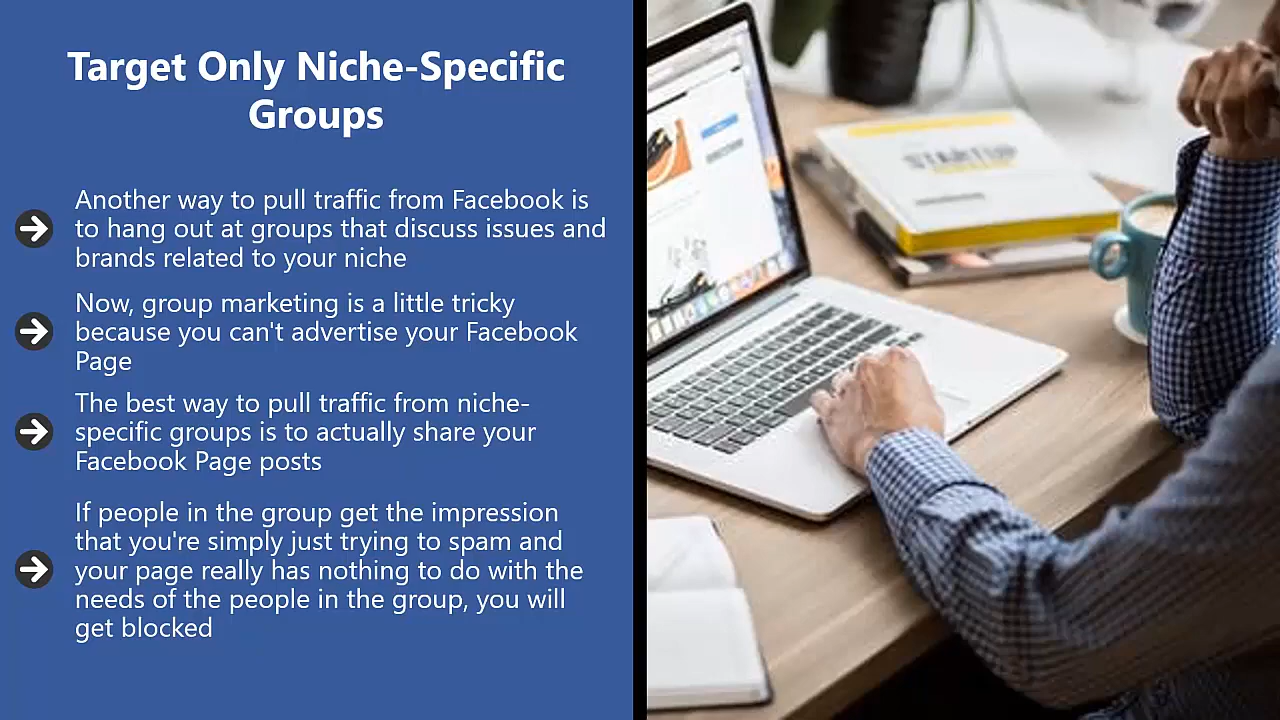 Target Only Niche-Specific
Groups
Another way to pull traffic from Facebook is
to hang out at groups that discuss issues and
brands related to your niche
Now, group marketing is a little tricky
because you can't advertise your Facebook
Page
The best way to pull traffic from niche-
specific groups is to actually share your
Facebook Page posts
If people in the group get the impression
that you're simply just trying to spam and
your page really has nothing to do with the
needs of the people in the group, you will
get blocked
STARTUP